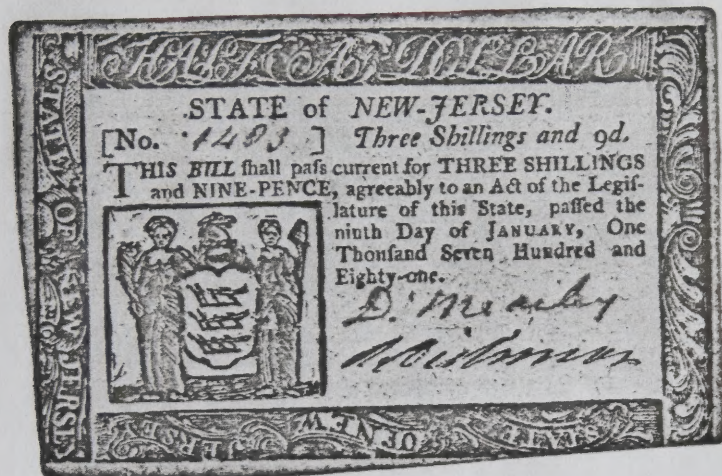 HALF A DOLLAR
STATE OF NEW JERSEY
STATE of NEW-JERSEY.
[No. 1483 ] Three Shillings and 9d.
THIS BILL ſhall paſs current for THREE SHILLINGS
and NINE-PENCE, agreeably to an Act of the Legiſ-
lature of this State, paſſed the
ninth Day of JANUARY, One
Thouſand Seven Hundred and
Eighty-one.
D.
STATE OF NEW JERSEY